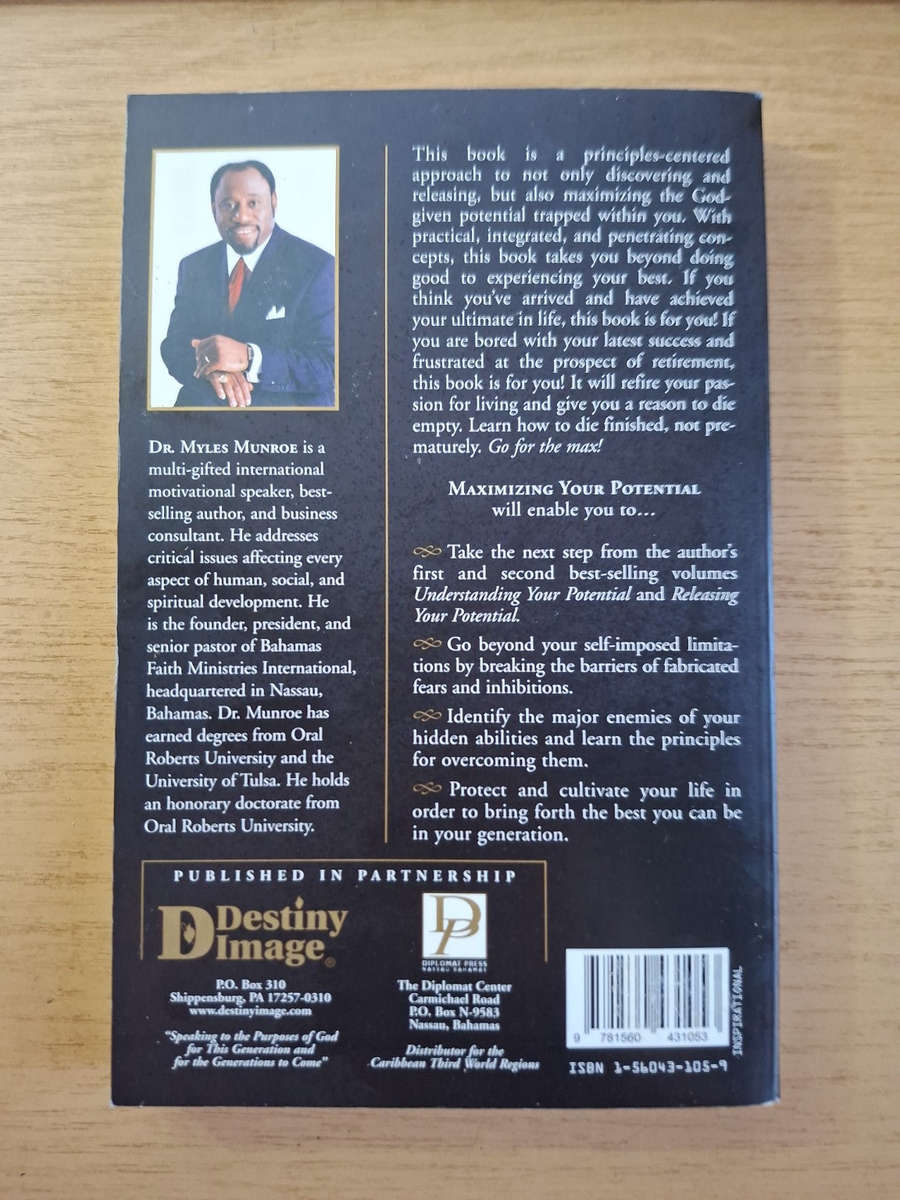 This book is a principles-centered
approach to not only discovering and
releasing, but also maximizing the God-
given potential trapped within you. With
practical, integrated, and penetrating con-
cepts, this book takes you beyond doing
good to experiencing your best. If you
think you've arrived and have achieved
your ultimate in life, this book is for you! If
you are bored with your latest success and
frustrated at the prospect of retirement,
this book is for you! It will refire your pas-
sion for living and give you a reason to die
empty. Learn how to die finished, not pre-
maturely. Go for the max!
MAXIMIZING YOUR POTENTIAL
will enable you to...
Take the next step from the author's
first and second best-selling volumes
Understanding Your Potential and Releasing
Your Potential.
Go beyond your self-imposed limita-
tions by breaking the barriers of fabricated
fears and inhibitions.
Identify the major enemies of your
hidden abilities and learn the principles
for overcoming them.
Protect and cultivate your life in
order to bring forth the best you can be
in your generation.
DR. MYLES MUNROE is a
multi-gifted international
motivational speaker, best-
selling author, and business
consultant. He addresses
critical issues affecting every
aspect of human, social, and
spiritual development. He
is the founder, president, and
senior pastor of Bahamas
Faith Ministries International,
headquartered in Nassau,
Bahamas. Dr. Munroe has
earned degrees from Oral
Roberts University and the
University of Tulsa. He holds
an honorary doctorate from
Oral Roberts University.
PUBLISHED IN PARTNERSHIP
D Destiny
Image®
P.O. Box 310
Shippensburg, PA 17257-0310
www.destinyimage.com
"Speaking to the Purposes of God
for This Generation and
for the Generations to Come"
DP
DIPLOMAT PRESS
NASSAU BAHAMAS
The Diplomat Center
Carmichael Road
P.O. Box N-9583
Nassau, Bahamas
Distributor for the
Caribbean Third World Regions
9 781560 431053
ISBN 1-56043-105-9
INSPIRATIONAL